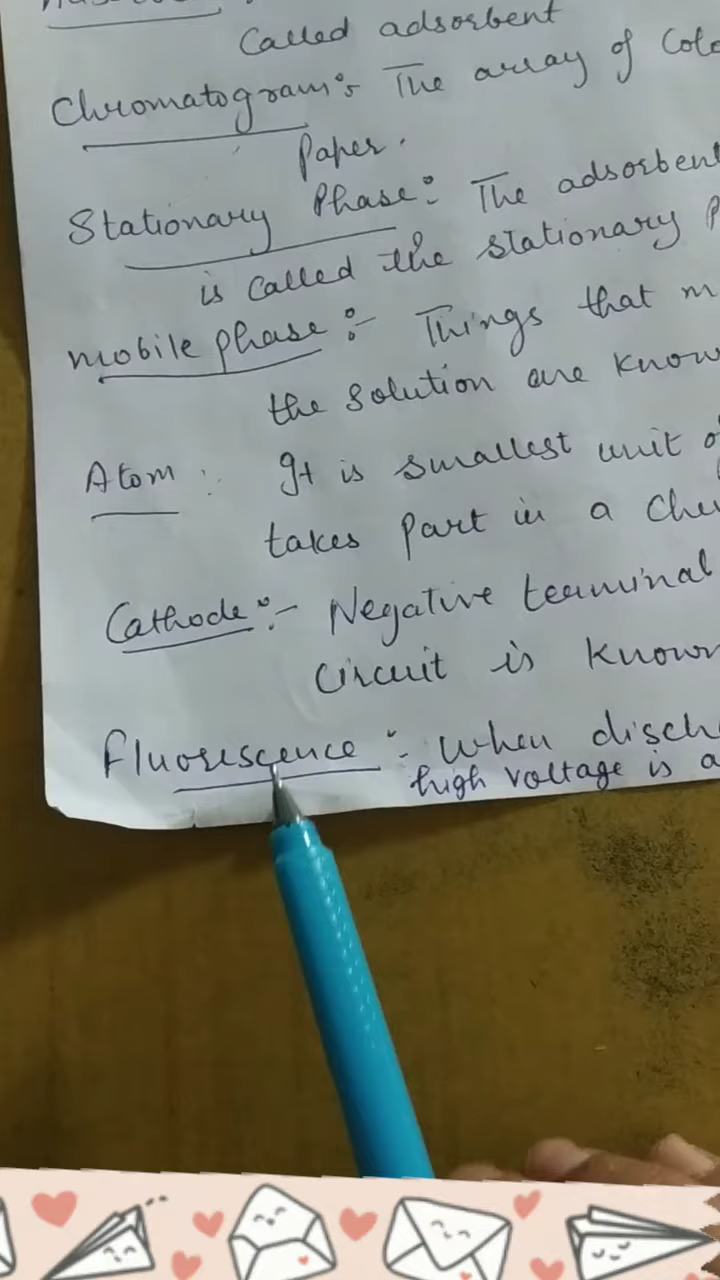 Called adsorbent
Chromatogram:- The array of
Paper.
Stationary Phase: The adsorbent
is called the stationary
mobile phase:- Things that
the solution are know
Atom : It is smallest unit
takes part in a
Cathode:- Negative terminal
circuit is known
Fluorescence:- When disch
high voltage is a